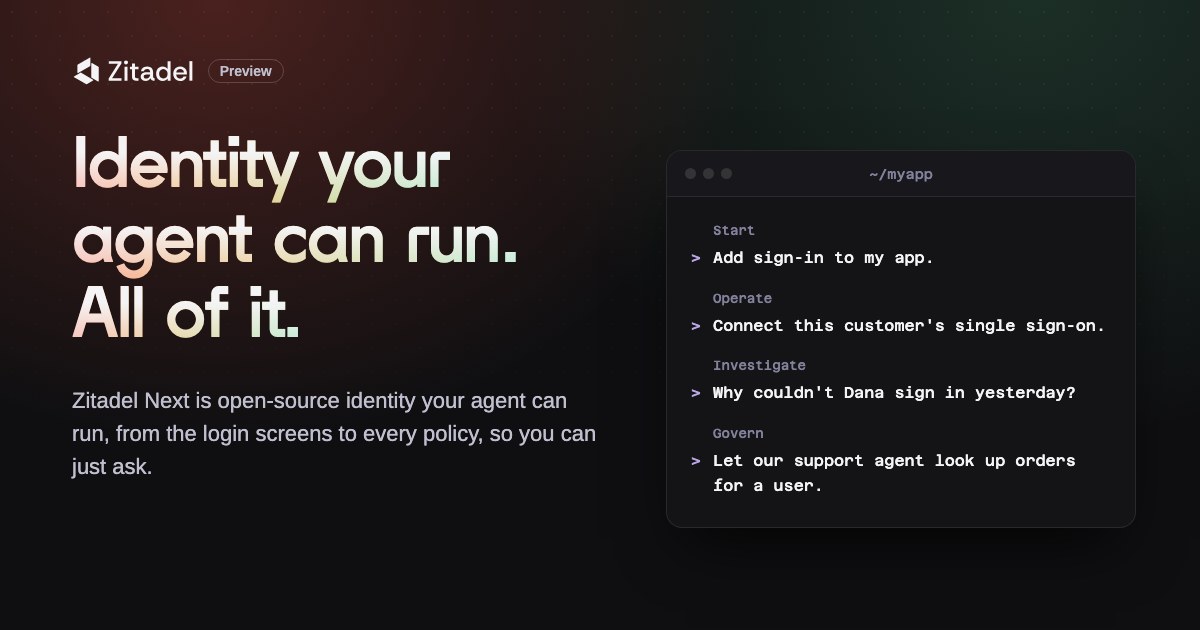 Zitadel
Preview
Identity your
agent can run.
All of it.
Zitadel Next is open-source identity your agent can
run, from the login screens to every policy, so you can
just ask.
~/myapp
Start
> Add sign-in to my app.
Operate
> Connect this customer's single sign-on.
Investigate
> Why couldn't Dana sign in yesterday?
Govern
> Let our support agent look up orders
for a user.